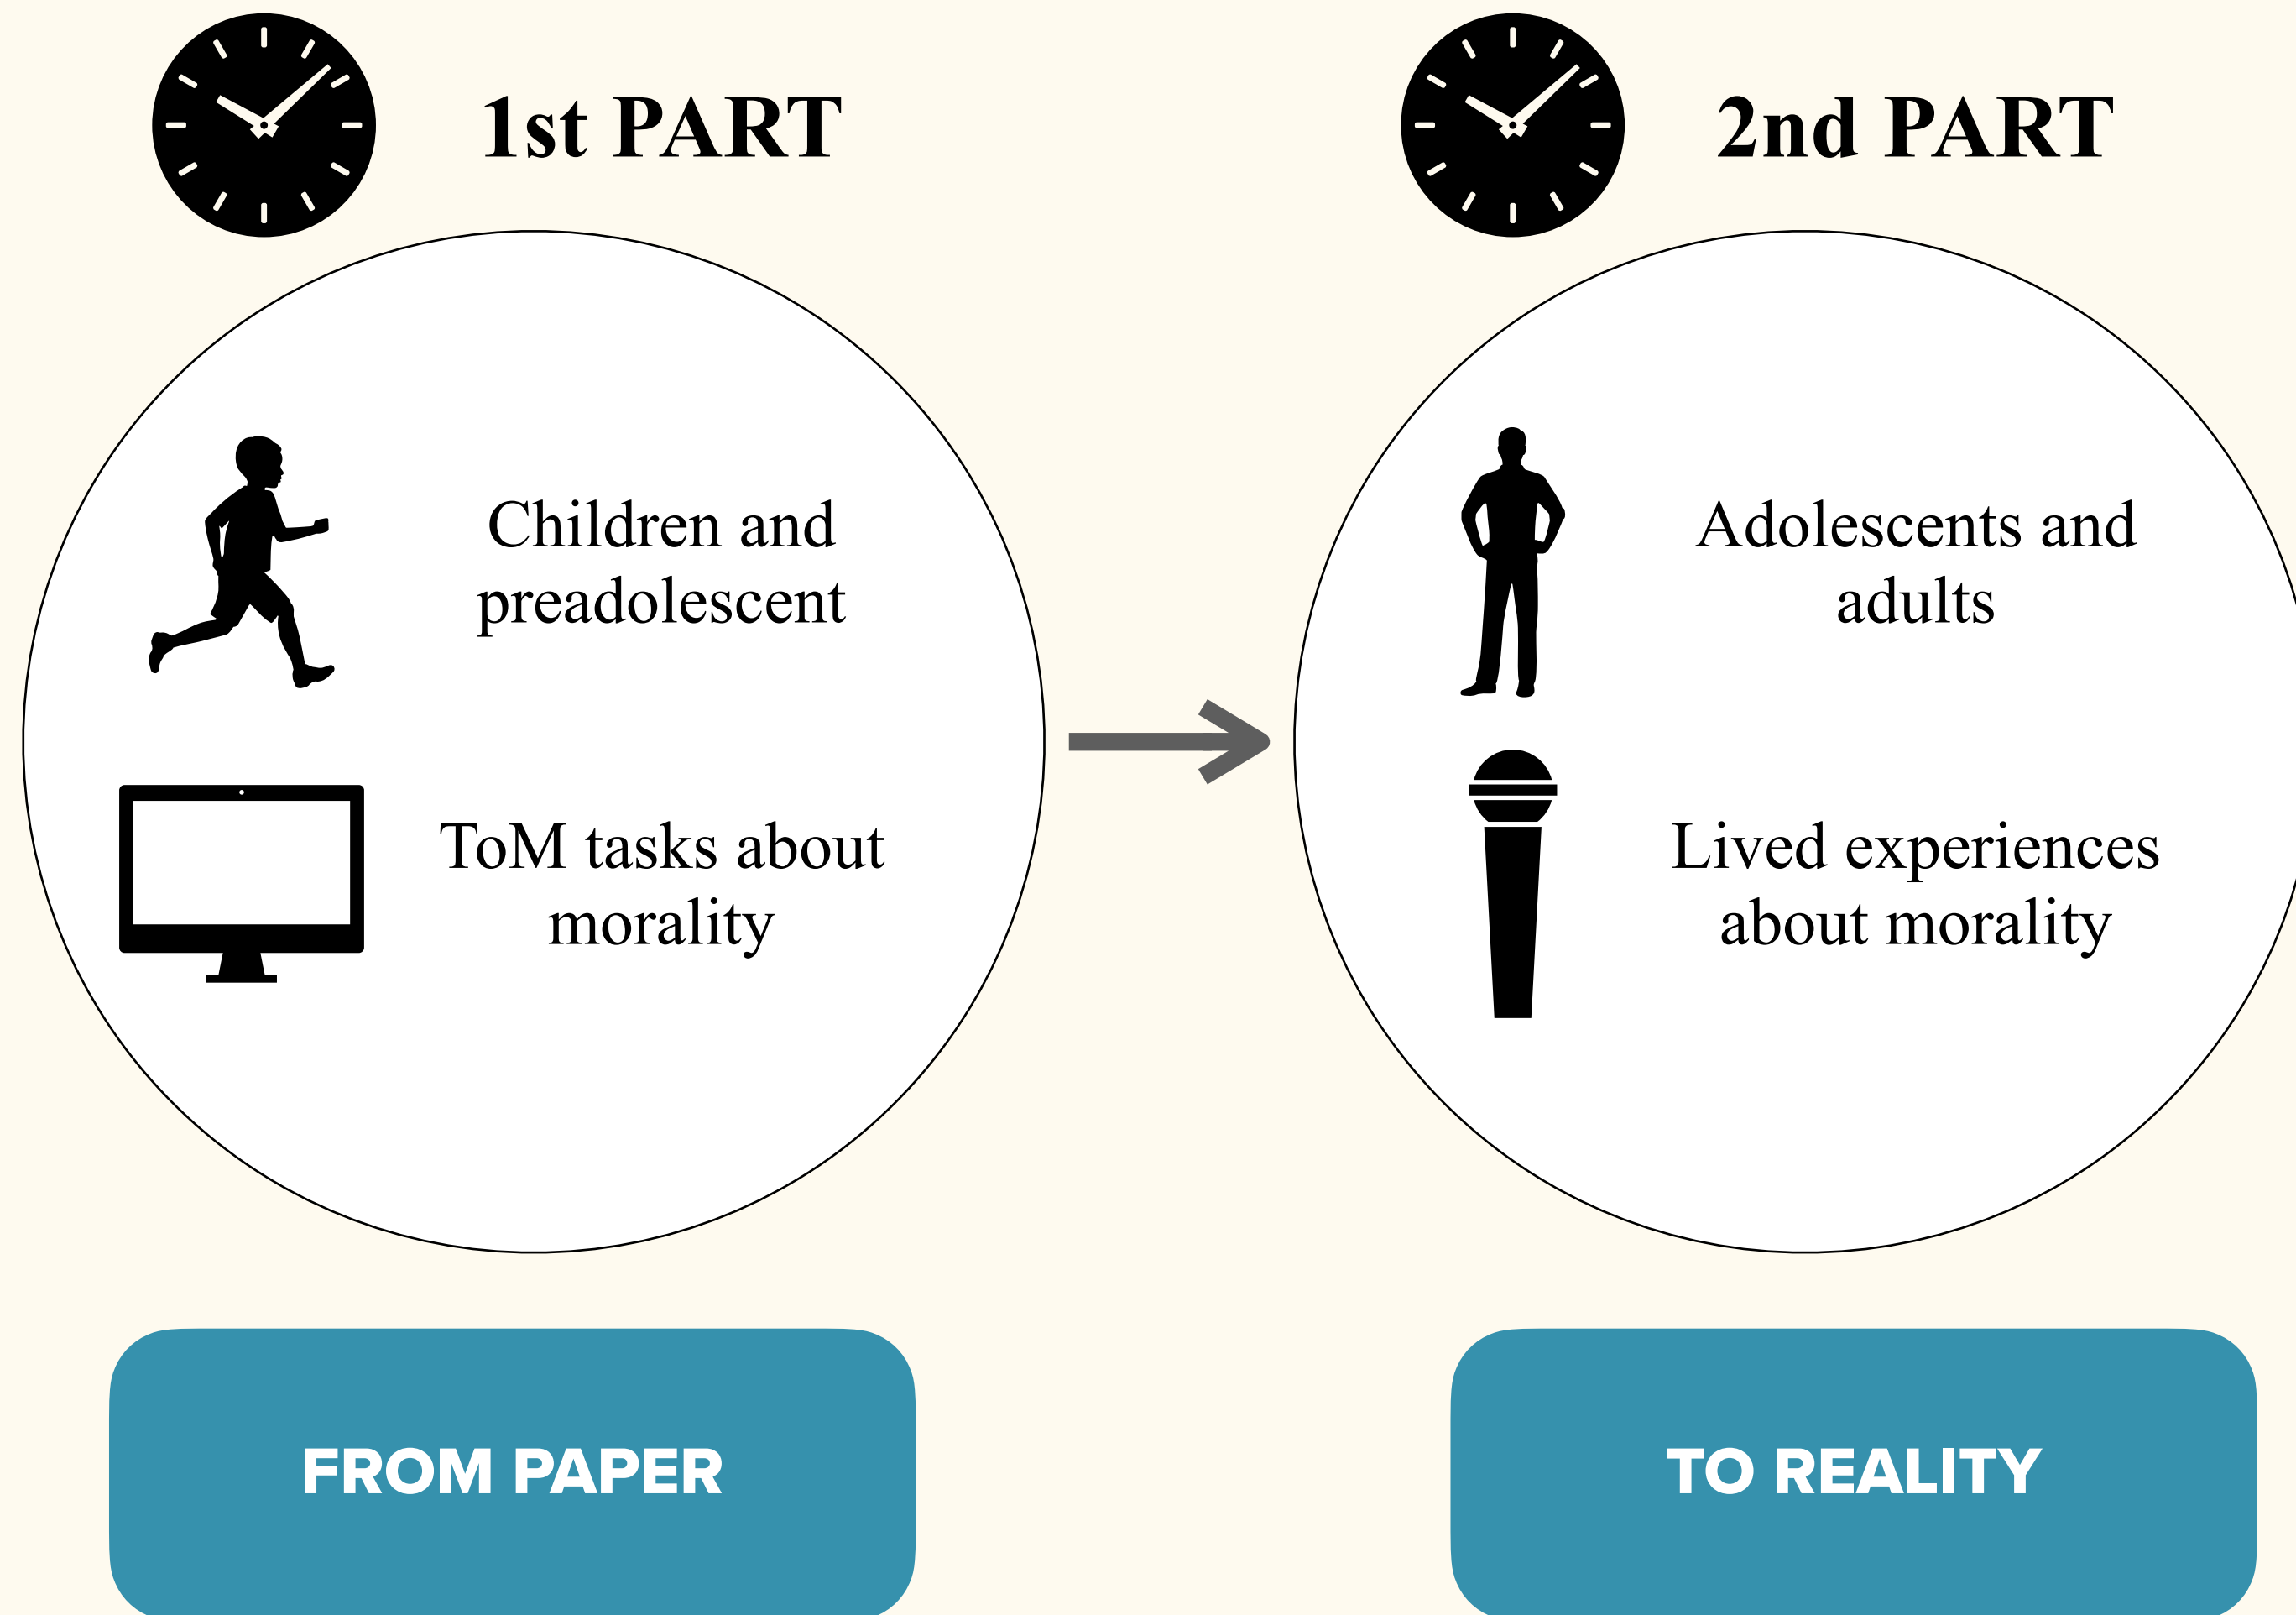 1st PART
Children and
preadolescent
ToM tasks about
morality
FROM PAPER
2nd PART
Adolescents and
adults
Lived experiences
about morality
TO REALITY